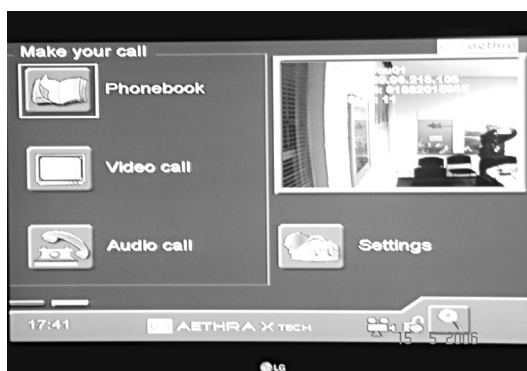 Make your call
aethra
Phonebook
Video call
Audio call
Settings
17:41
AETHRA X TECH
15 5 2006
LG